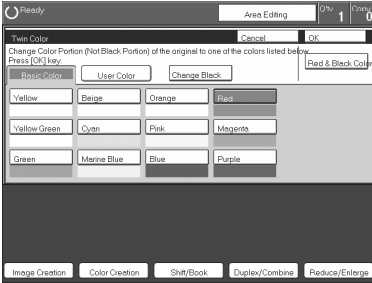 Ready
Area Editing
1
0
Twin Color
Cancel
OK
Change Color Portion (Not Black Portion) of the original to one of the colors listed below.
Press [OK] key.
Red & Black Color
Basic Color
User Color
Change Black
Yellow
Beige
Orange
Red
Yellow Green
Cyan
Pink
Magenta
Green
Marine Blue
Blue
Purple
Image Creation
Color Creation
Shift/Book
Duplex/Combine
Reduce/Enlarge